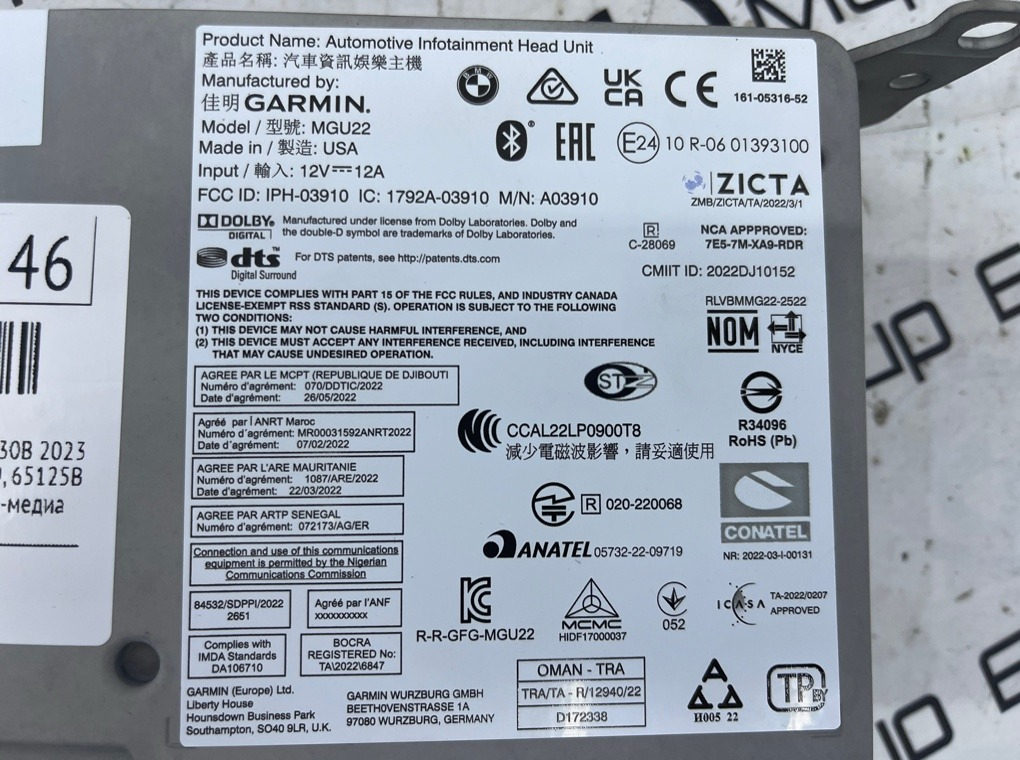 Product Name: Automotive Infotainment Head Unit
產品名稱: 汽車資訊娛樂主機
Manufactured by:
佳明 GARMIN.
Model / 型號: MGU22
Made in / 製造: USA
Input / 輸入: 12V⎓12A
FCC ID: IPH-03910 IC: 1792A-03910 M/N: A03910
BMW
UK
CA
CE
161-05316-52
EAC
E24 10 R-06 01393100
ZICTA
ZMB/ZICTA/TA/2022/3/1
DOLBY
DIGITAL
Manufactured under license from Dolby Laboratories. Dolby and
the double-D symbol are trademarks of Dolby Laboratories.
R
C-28069
NCA APPPROVED:
7E5-7M-XA9-RDR
dts™
Digital Surround
For DTS patents, see http://patents.dts.com
CMIIT ID: 2022DJ10152
THIS DEVICE COMPLIES WITH PART 15 OF THE FCC RULES, AND INDUSTRY CANADA
LICENSE-EXEMPT RSS STANDARD (S). OPERATION IS SUBJECT TO THE FOLLOWING
TWO CONDITIONS:
(1) THIS DEVICE MAY NOT CAUSE HARMFUL INTERFERENCE, AND
(2) THIS DEVICE MUST ACCEPT ANY INTERFERENCE RECEIVED, INCLUDING INTERFERENCE
THAT MAY CAUSE UNDESIRED OPERATION.
RLVBMMG22-2522
NOM
NYCE
AGREE PAR LE MCPT (REPUBLIQUE DE DJIBOUTI
Numéro d'agrément: 070/DDTIC/2022
Date d'agrément: 26/05/2022
Agréé par lANRT Maroc
Numéro d'agrément: MR00031592ANRT2022
Date d'agrément: 07/02/2022
CCAL22LP0900T8
減少電磁波影響，請妥適使用
R34096
RoHS (Pb)
AGREE PAR L'ARE MAURITANIE
Numéro d'agrément: 1087/ARE/2022
Date d'agrément: 22/03/2022
AGREE PAR ARTP SENEGAL
Numéro d'agrément: 072173/AG/ER
R 020-220068
CONATEL
NR: 2022-03-I-00131
Connection and use of this communications
equipment is permitted by the Nigerian
Communications Commission
ANATEL 05732-22-09719
84532/SDPPI/2022
2651
Agréé par l'ANF
xxxxxxxxxx
R-R-GFG-MGU22
MCMC
HIDF17000037
052
ICASA
TA-2022/0207
APPROVED
Complies with
IMDA Standards
DA106710
BOCRA
REGISTERED No:
TA\2022\6847
OMAN - TRA
TRA/TA - R/12940/22
D172338
И005 22
TP BY
GARMIN (Europe) Ltd.
Liberty House
Hounsdown Business Park
Southampton, SO40 9LR, U.K.
GARMIN WURZBURG GMBH
BEETH0VENSTRASSE 1A
97080 WURZBURG, GERMANY
46
30B 2023
,65125B
-медиа